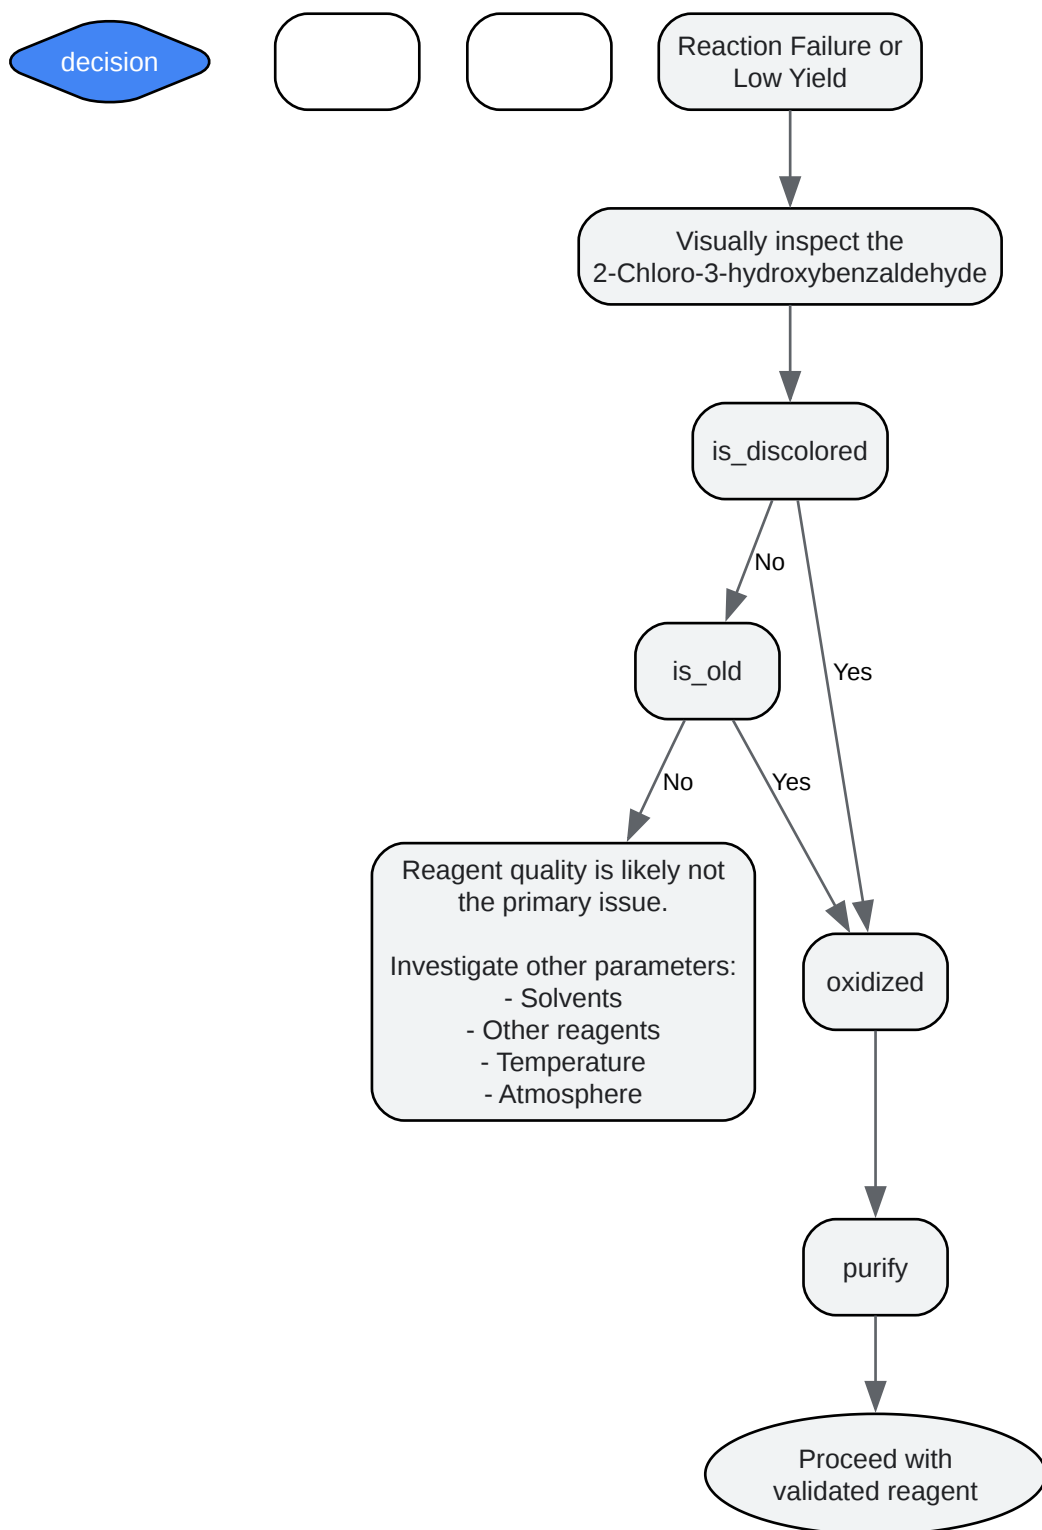 decision
Reaction Failure or
Low Yield
Visually inspect the
2-Chloro-3-hydroxybenzaldehyde
is_discolored
No
is_old
Yes
No
Yes
Reagent quality is likely not
the primary issue.
Investigate other parameters:
- Solvents
- Other reagents
- Temperature
- Atmosphere
oxidized
purify
Proceed with
validated reagent